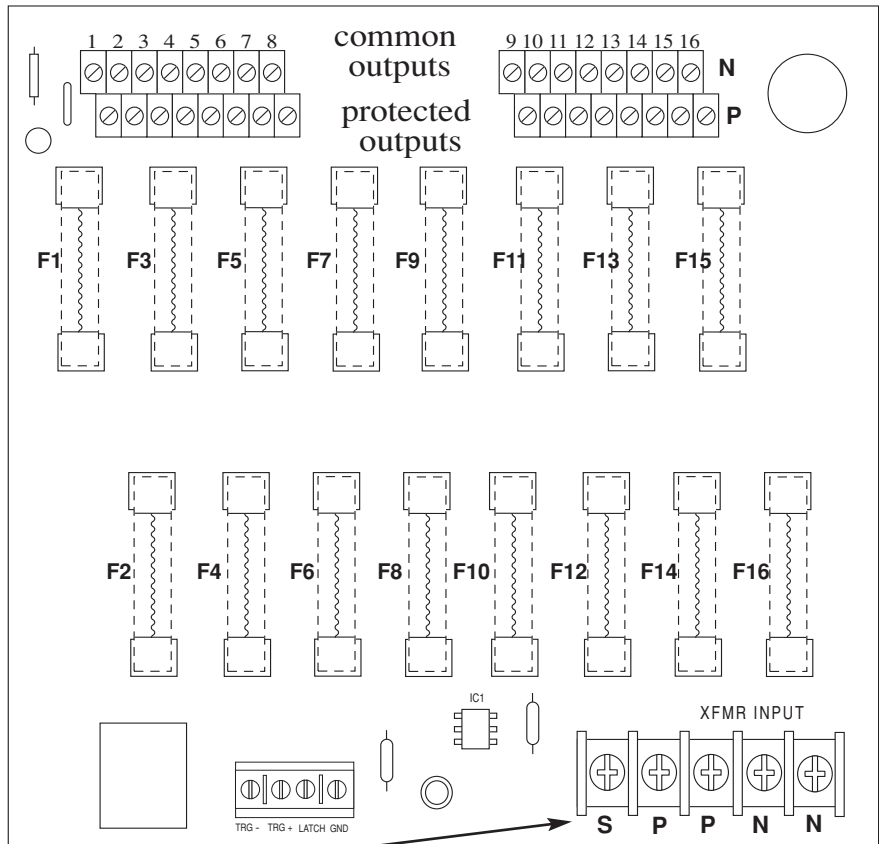 1 2 3 4 5 6 7 8
common
outputs
9 10 11 12 13 14 15 16
N
protected
outputs
P
F1 F3 F5 F7 F9 F11 F13 F15
F2 F4 F6 F8 F10 F12 F14 F16
IC1
XFMR INPUT
TRG - TRG + LATCH GND
S P P N N